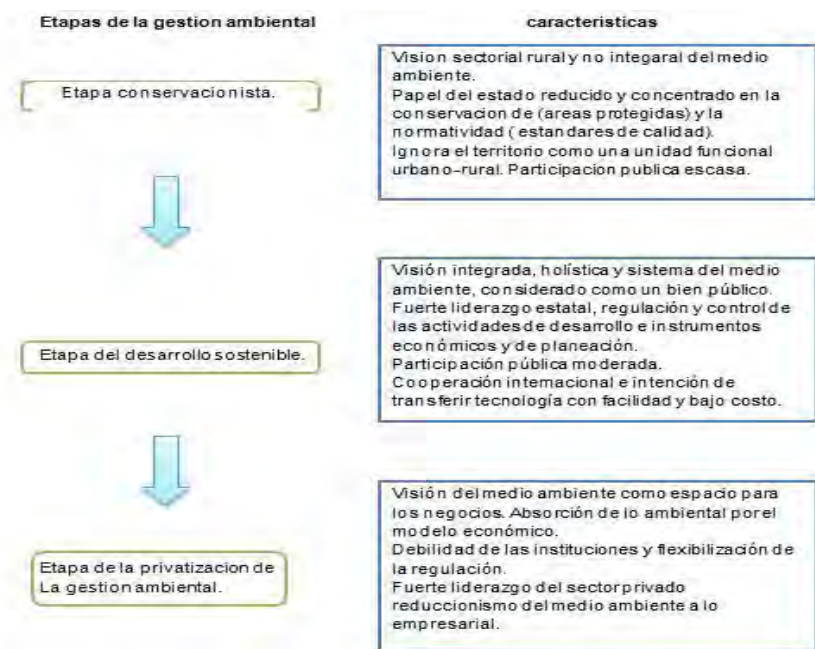 Etapas de la gestion ambiental
caracteristicas
Etapa conservacionista.
Vision sectorial rural y no integaral del medio
ambiente.
Papel del estado reducido y concentrado en la
conservacion de (areas protegidas) y la
normatividad ( estandares de calidad).
Ignora el territorio como una unidad funcional
urbano-rural. Participacion publica escasa.
Etapa del desarrollo sostenible.
Visión integrada, holística y sistema del medio
ambiente, considerado como un bien público.
Fuerte liderazgo estatal, regulación y control de
las actividades de desarrollo e instrumentos
económicos y de planeación.
Participación pública moderada.
Cooperación internacional e intención de
transferir tecnología con facilidad y bajo costo.
Etapa de la privatizacion de
La gestion ambiental.
Visión del medio ambiente como espacio para
los negocios. Absorción de lo ambiental por el
modelo económico.
Debilidad de las instituciones y flexibilización de
la regulación.
Fuerte liderazgo del sector privado
reduccionismo del medio ambiente a lo
empresarial.